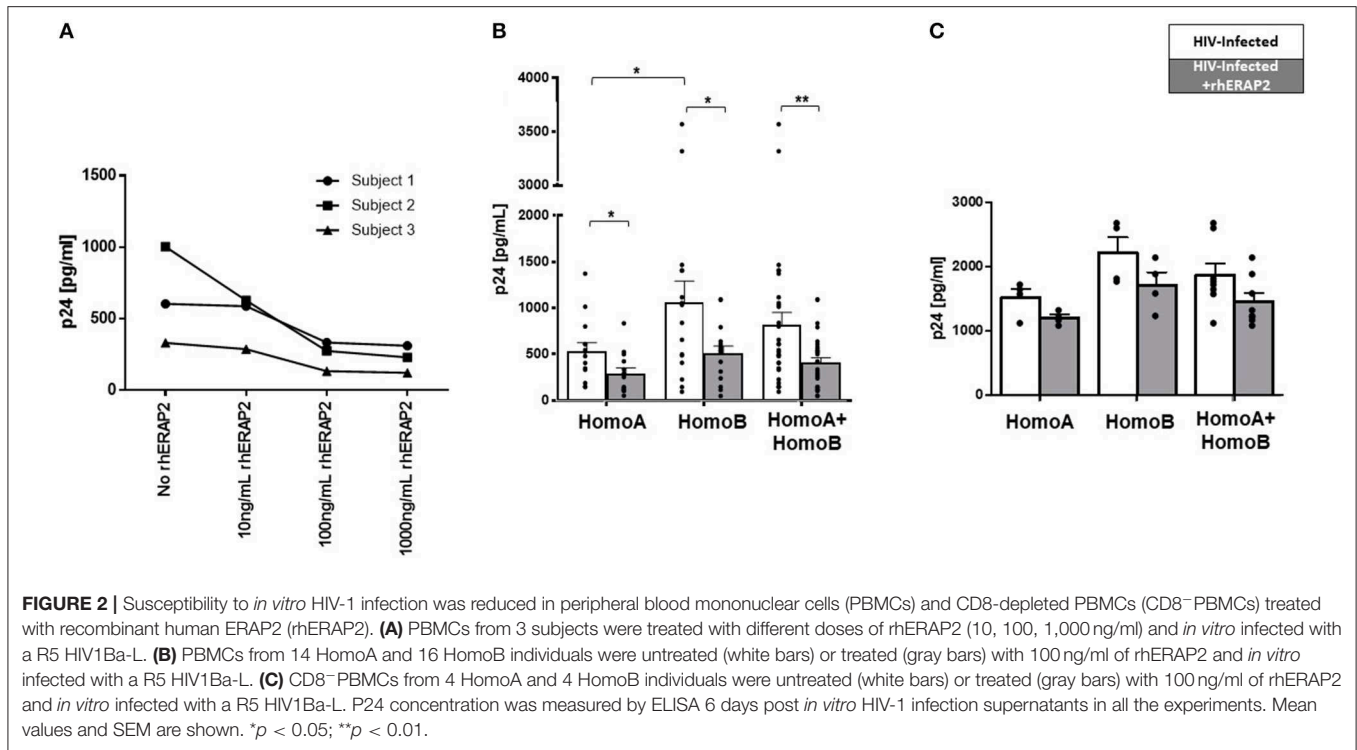 A
B
C
HIV-Infected
HIV-Infected
+rhERAP2
p24 [pg/ml]
1500
1000
500
0
Subject 1
Subject 2
Subject 3
No rhERAP2
10ng/mL rhERAP2
100ng/mL rhERAP2
1000ng/mL rhERAP2
p24 [pg/mL]
4000
3500
3000
2000
1500
1000
500
0
*
*
*
**
HomoA
HomoB
HomoA+
HomoB
p24 [pg/ml]
3000
2000
1000
0
HomoA
HomoB
HomoA+
HomoB
FIGURE 2 | Susceptibility to in vitro HIV-1 infection was reduced in peripheral blood mononuclear cells (PBMCs) and CD8-depleted PBMCs (CD8⁻PBMCs) treated
with recombinant human ERAP2 (rhERAP2). (A) PBMCs from 3 subjects were treated with different doses of rhERAP2 (10, 100, 1,000 ng/ml) and in vitro infected with
a R5 HIV1Ba-L. (B) PBMCs from 14 HomoA and 16 HomoB individuals were untreated (white bars) or treated (gray bars) with 100 ng/ml of rhERAP2 and in vitro
infected with a R5 HIV1Ba-L. (C) CD8⁻PBMCs from 4 HomoA and 4 HomoB individuals were untreated (white bars) or treated (gray bars) with 100 ng/ml of rhERAP2
and in vitro infected with a R5 HIV1Ba-L. P24 concentration was measured by ELISA 6 days post in vitro HIV-1 infection supernatants in all the experiments. Mean
values and SEM are shown. *p < 0.05; **p < 0.01.